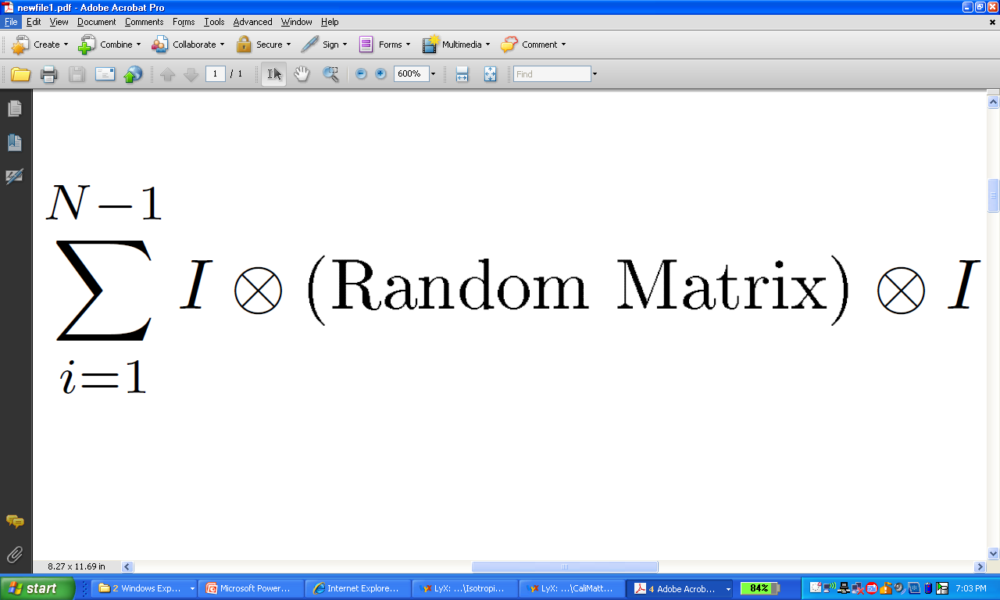 newfile1.pdf - Adobe Acrobat Pro
File Edit View Document Comments Forms Tools Advanced Window Help
Create Combine Collaborate Secure Sign Forms Multimedia Comment
1 / 1 600% Find
N−1
∑ I ⊗ (Random Matrix) ⊗ I
i=1
8.27 x 11.69 in
start 2 Windows Exp... Microsoft Power... Internet Explore... LyX: ...\Isotropi... LyX: ...\CaliMatt... 4 Adobe Acrob... 84% 7:03 PM